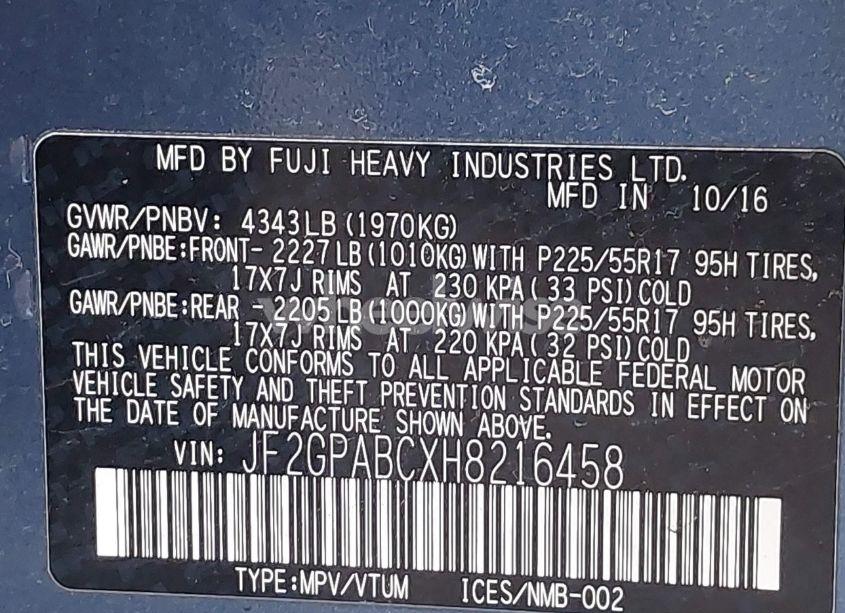 MFD BY FUJI HEAVY INDUSTRIES LTD.
MFD IN 10/16
GVWR/PNBV: 4343LB (1970KG)
GAWR/PNBE:FRONT- 2227LB(1010KG)WITH P225/55R17 95H TIRES,
17X7J RIMS AT 230 KPA( 33 PSI)COLD
GAWR/PNBE:REAR - 2205LB(1000KG)WITH P225/55R17 95H TIRES,
17X7J RIMS AT 220 KPA( 32 PSI)COLD
THIS VEHICLE CONFORMS TO ALL APPLICABLE FEDERAL MOTOR
VEHICLE SAFETY AND THEFT PREVENTION STANDARDS IN EFFECT ON
THE DATE OF MANUFACTURE SHOWN ABOVE.
VIN: JF2GPABCXH8216458
TYPE:MPV/VTUM ICES/NMB-002